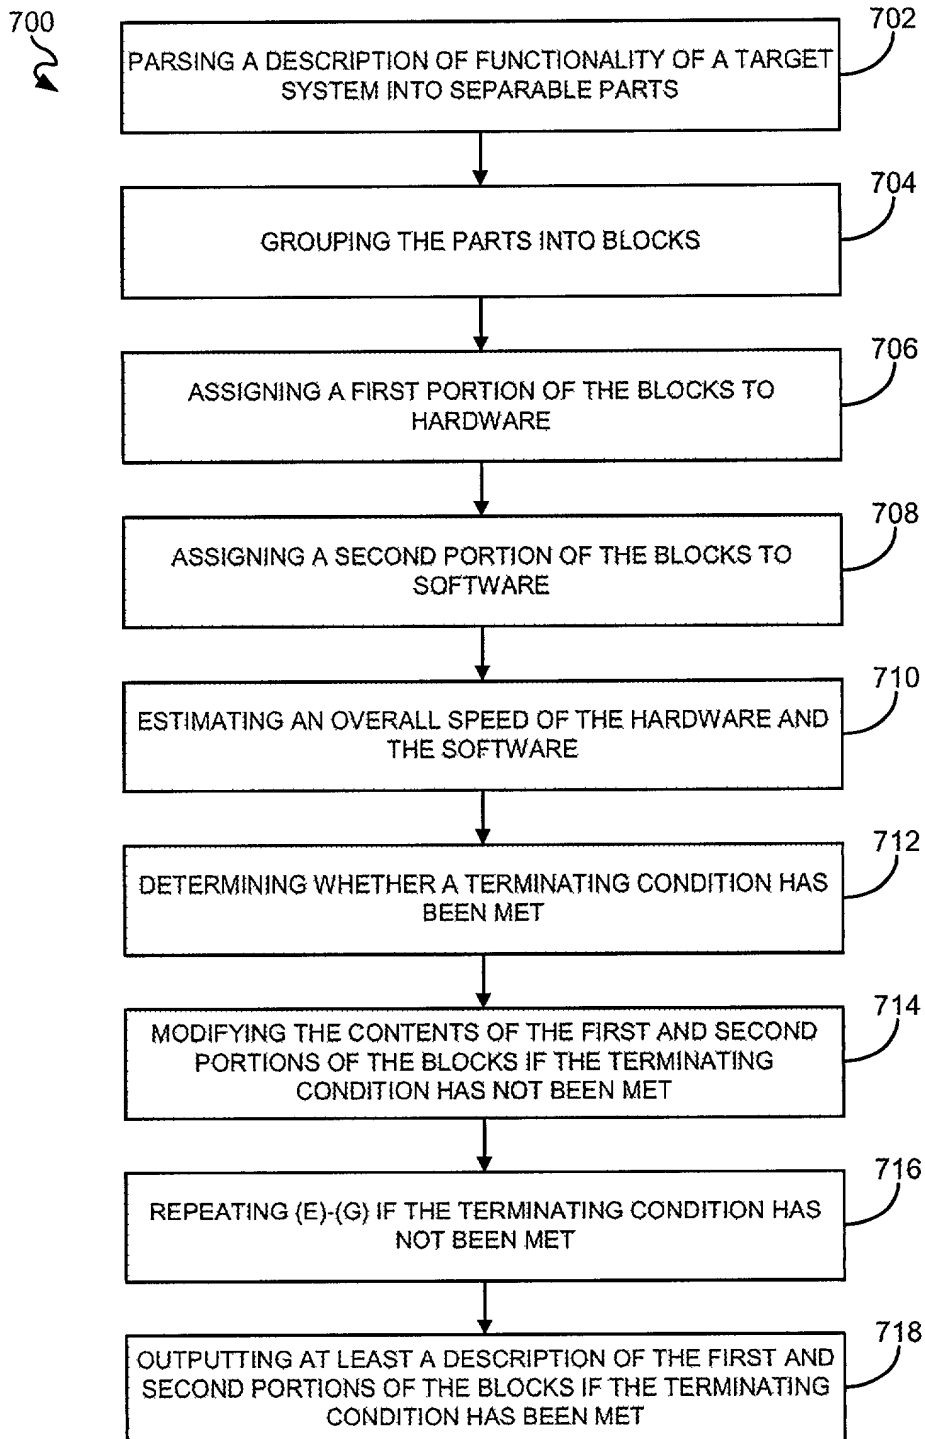 700
702
PARSING A DESCRIPTION OF FUNCTIONALITY OF A TARGET
SYSTEM INTO SEPARABLE PARTS
704
GROUPING THE PARTS INTO BLOCKS
706
ASSIGNING A FIRST PORTION OF THE BLOCKS TO
HARDWARE
708
ASSIGNING A SECOND PORTION OF THE BLOCKS TO
SOFTWARE
710
ESTIMATING AN OVERALL SPEED OF THE HARDWARE AND
THE SOFTWARE
712
DETERMINING WHETHER A TERMINATING CONDITION HAS
BEEN MET
714
MODIFYING THE CONTENTS OF THE FIRST AND SECOND
PORTIONS OF THE BLOCKS IF THE TERMINATING
CONDITION HAS NOT BEEN MET
716
REPEATING (E)-(G) IF THE TERMINATING CONDITION HAS
NOT BEEN MET
718
OUTPUTTING AT LEAST A DESCRIPTION OF THE FIRST AND
SECOND PORTIONS OF THE BLOCKS IF THE TERMINATING
CONDITION HAS BEEN MET